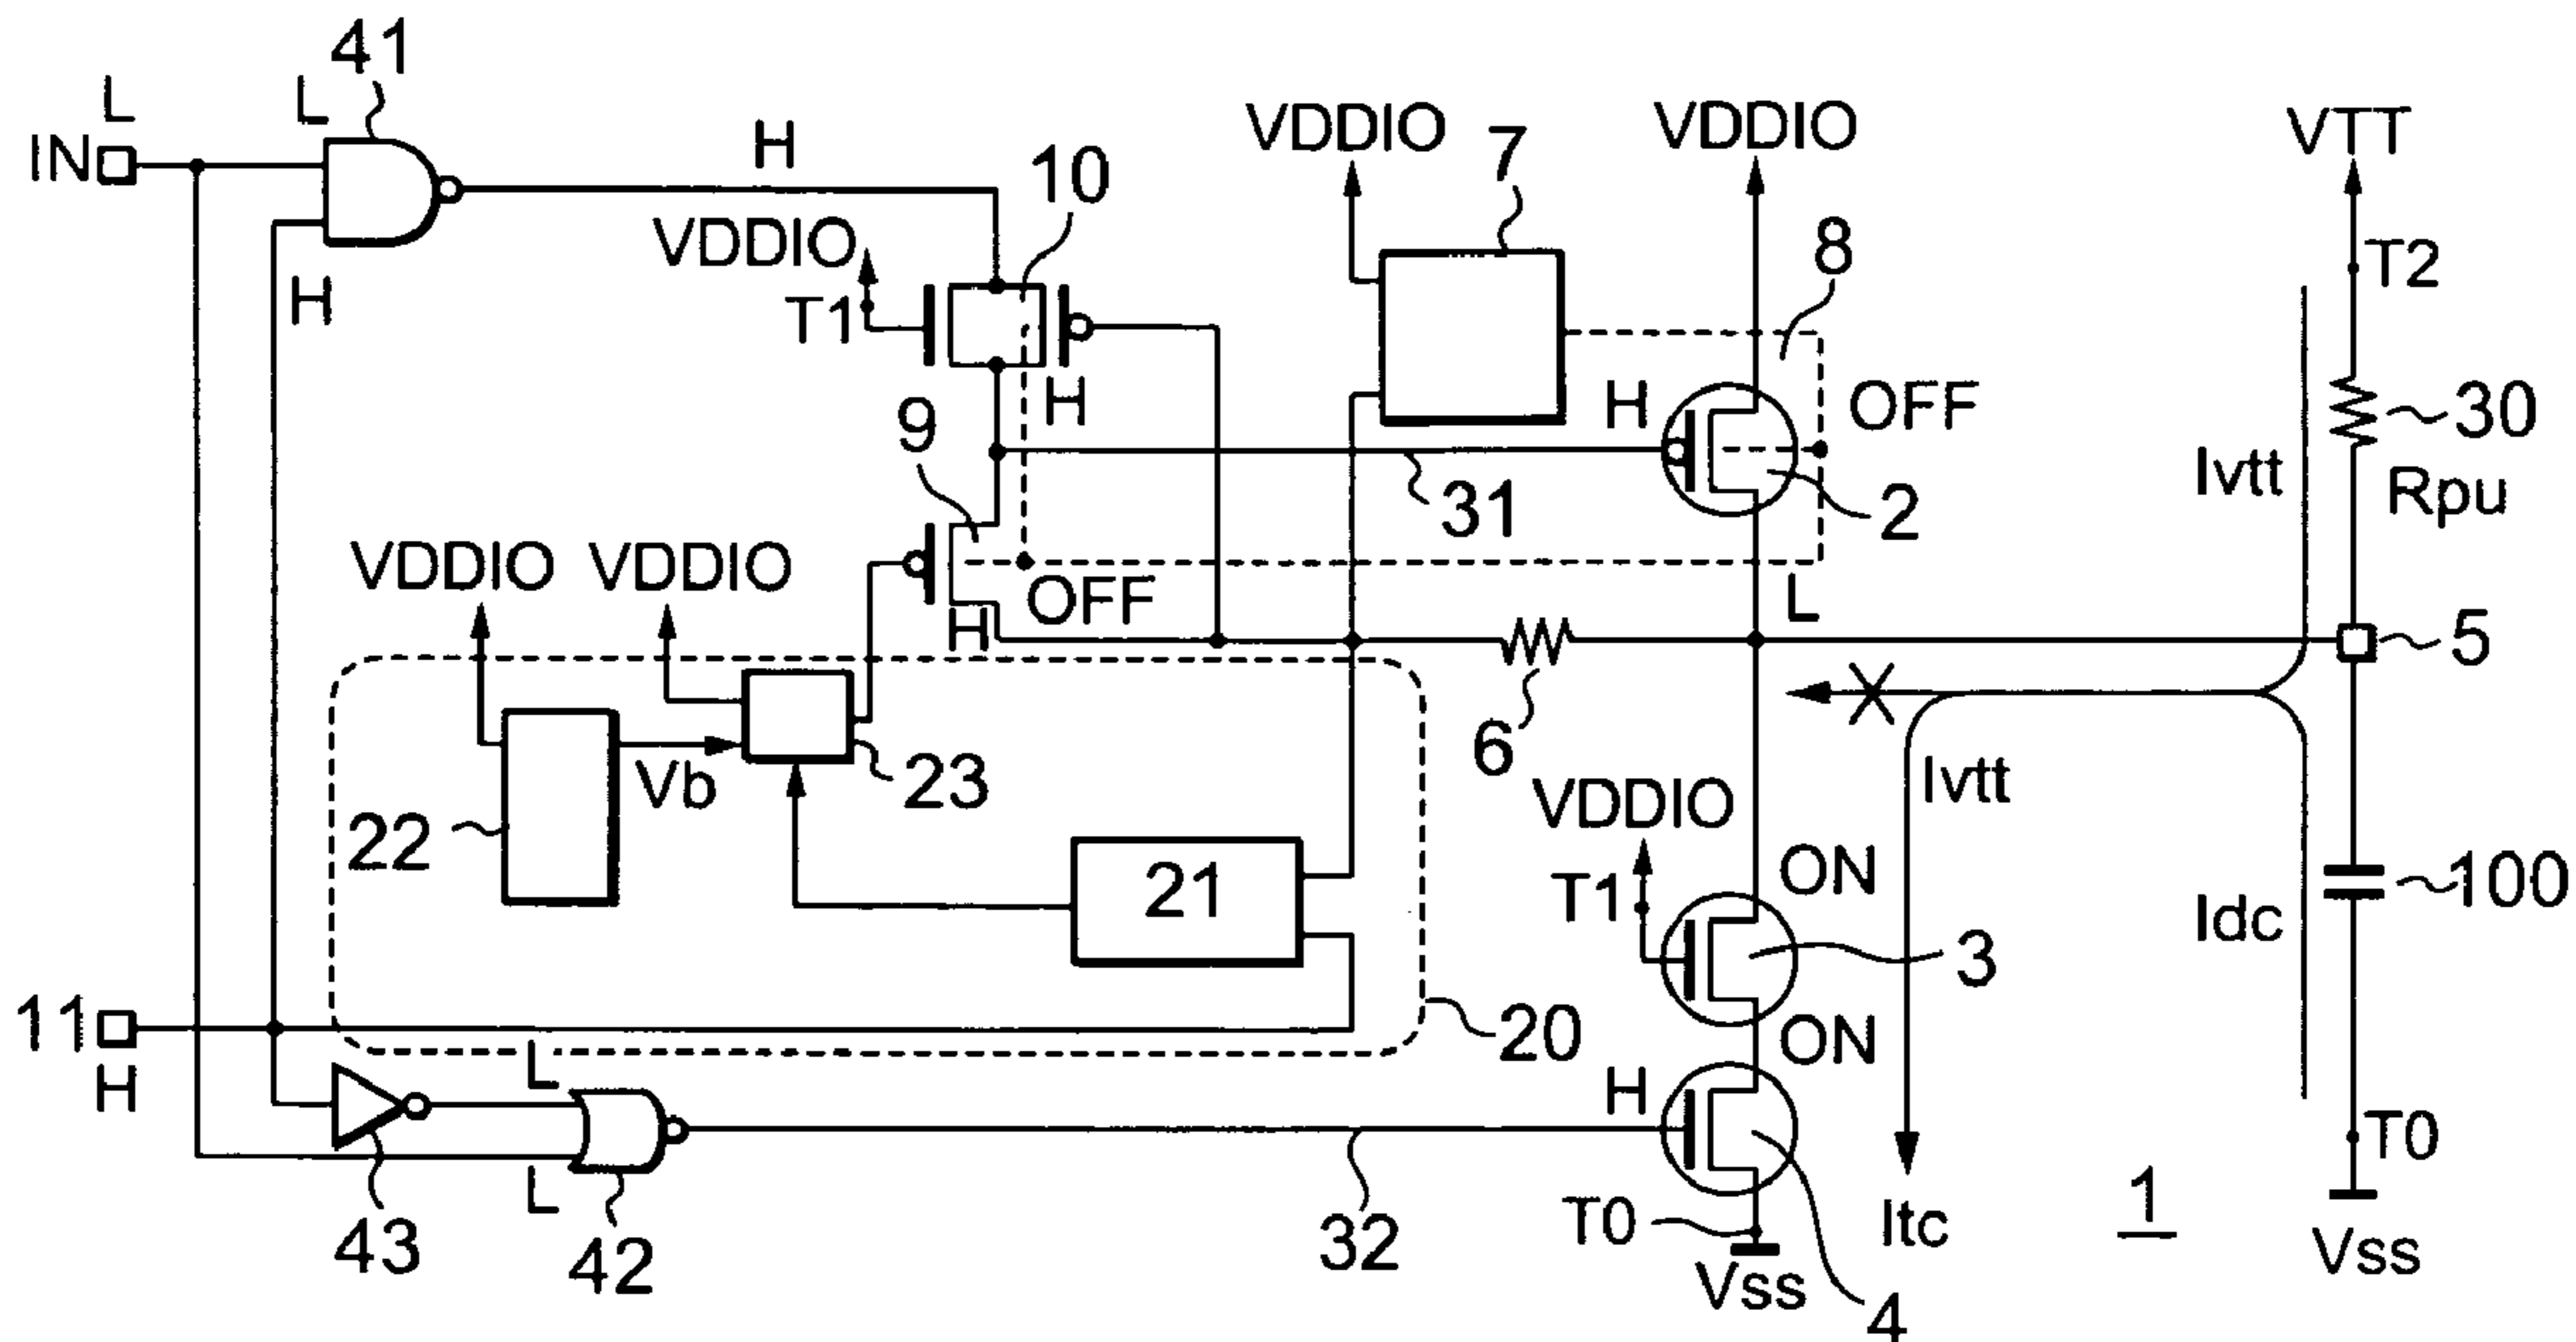 41
L
L
IN
H
VDDIO
7
VDDIO
VTT
10
VDDIO
8
T2
H
T1
H
H
OFF
30
9
Ivtt
Rpu
31
2
VDDIO
VDDIO
OFF
L
H
5
6
Vb
23
Ivtt
22
VDDIO
21
T1
ON
100
Idc
3
11
20
ON
H
L
H
T0
43
L
42
32
T0
Itc
1
Vss
Vss
4